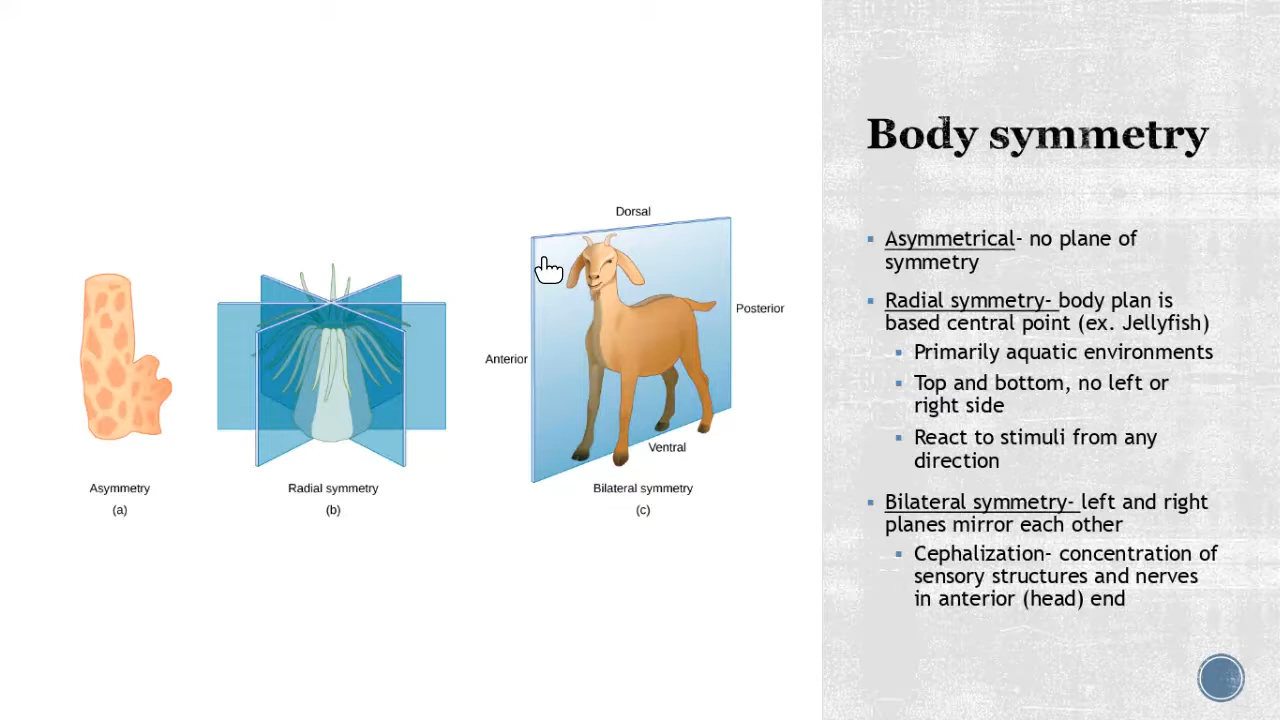 Body symmetry
Dorsal
Posterior
Anterior
Ventral
Asymmetry
Radial symmetry
Bilateral symmetry
(a)
(b)
(c)
Asymmetrical- no plane of
symmetry
Radial symmetry- body plan is
based central point (ex. Jellyfish)
Primarily aquatic environments
Top and bottom, no left or
right side
React to stimuli from any
direction
Bilateral symmetry- left and right
planes mirror each other
Cephalization- concentration of
sensory structures and nerves
in anterior (head) end